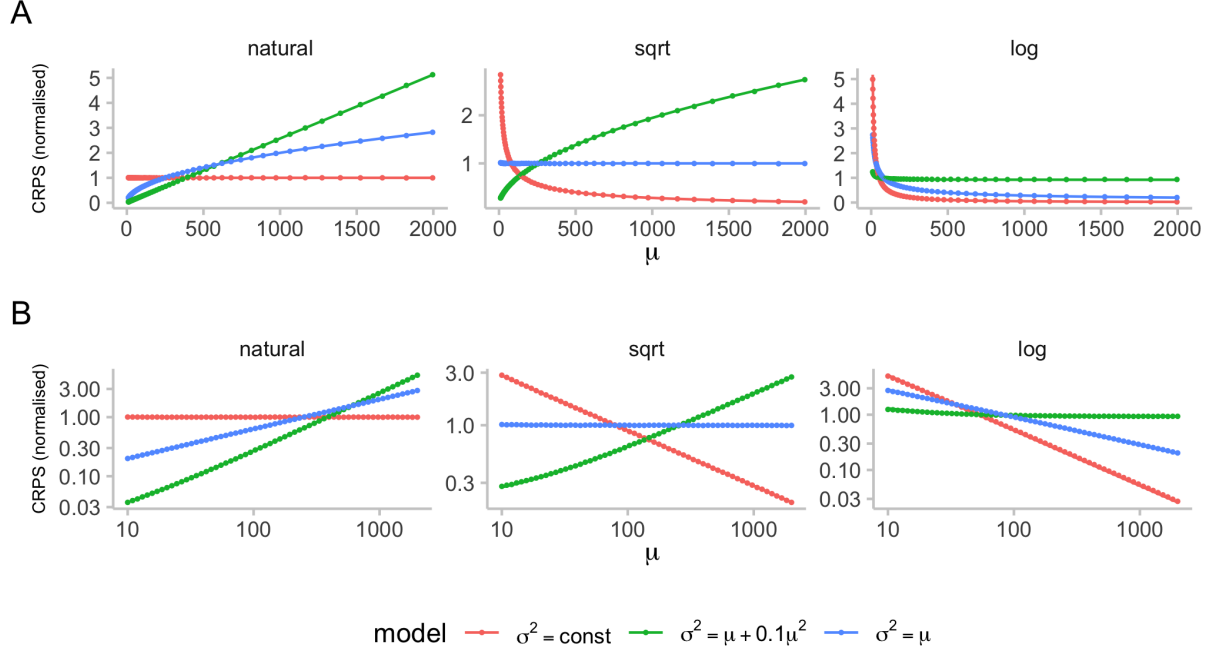 A
natural sqrt log
CRPS (normalised)
5
4
3
2
1
0
2
1
5
4
3
2
1
0
0 500 1000 1500 2000 0 500 1000 1500 2000 0 500 1000 1500 2000
μ
B
natural sqrt log
CRPS (normalised)
3.00
1.00
0.30
0.10
0.03
3.0
1.0
0.3
3.00
1.00
0.30
0.10
0.03
10 100 1000 10 100 1000 10 100 1000
μ
model σ² = const σ² = μ + 0.1μ² σ² = μ